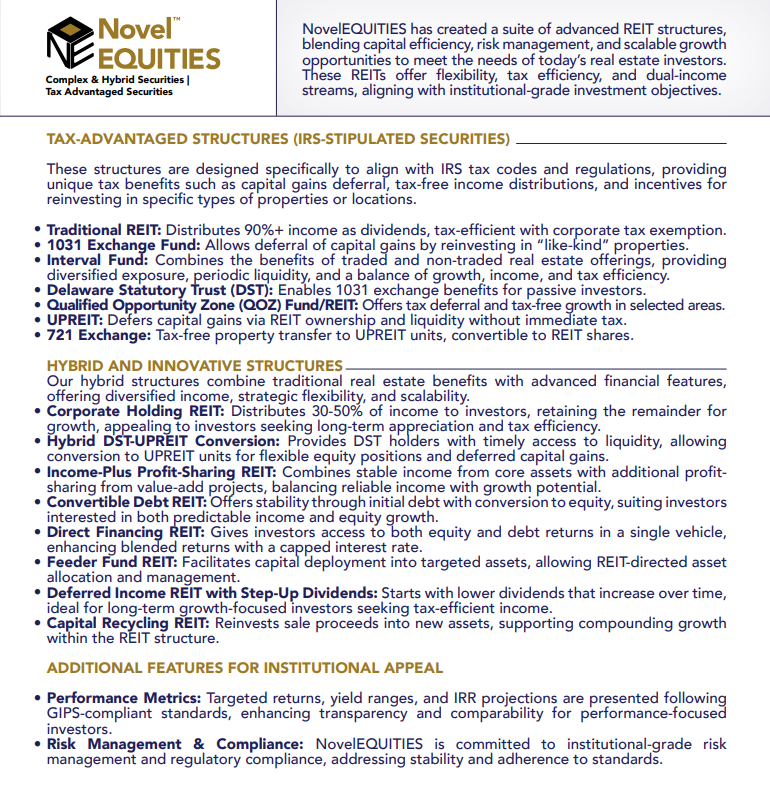 Novel™
EQUITIES
Complex & Hybrid Securities |
Tax Advantaged Securities
NovelEQUITIES has created a suite of advanced REIT structures,
blending capital efficiency, risk management, and scalable growth
opportunities to meet the needs of today's real estate investors.
These REITs offer flexibility, tax efficiency, and dual-income
streams, aligning with institutional-grade investment objectives.
TAX-ADVANTAGED STRUCTURES (IRS-STIPULATED SECURITIES)
These structures are designed specifically to align with IRS tax codes and regulations, providing
unique tax benefits such as capital gains deferral, tax-free income distributions, and incentives for
reinvesting in specific types of properties or locations.
• Traditional REIT: Distributes 90%+ income as dividends, tax-efficient with corporate tax exemption.
• 1031 Exchange Fund: Allows deferral of capital gains by reinvesting in “like-kind” properties.
• Interval Fund: Combines the benefits of traded and non-traded real estate offerings, providing
diversified exposure, periodic liquidity, and a balance of growth, income, and tax efficiency.
• Delaware Statutory Trust (DST): Enables 1031 exchange benefits for passive investors.
• Qualified Opportunity Zone (QOZ) Fund/REIT: Offers tax deferral and tax-free growth in selected areas.
• UPREIT: Defers capital gains via REIT ownership and liquidity without immediate tax.
• 721 Exchange: Tax-free property transfer to UPREIT units, convertible to REIT shares.
HYBRID AND INNOVATIVE STRUCTURES
Our hybrid structures combine traditional real estate benefits with advanced financial features,
offering diversified income, strategic flexibility, and scalability.
• Corporate Holding REIT: Distributes 30-50% of income to investors, retaining the remainder for
growth, appealing to investors seeking long-term appreciation and tax efficiency.
• Hybrid DST-UPREIT Conversion: Provides DST holders with timely access to liquidity, allowing
conversion to UPREIT units for flexible equity positions and deferred capital gains.
• Income-Plus Profit-Sharing REIT: Combines stable income from core assets with additional profit-
sharing from value-add projects, balancing reliable income with growth potential.
• Convertible Debt REIT: Offers stability through initial debt with conversion to equity, suiting investors
interested in both predictable income and equity growth.
• Direct Financing REIT: Gives investors access to both equity and debt returns in a single vehicle,
enhancing blended returns with a capped interest rate.
• Feeder Fund REIT: Facilitates capital deployment into targeted assets, allowing REIT-directed asset
allocation and management.
• Deferred Income REIT with Step-Up Dividends: Starts with lower dividends that increase over time,
ideal for long-term growth-focused investors seeking tax-efficient income.
• Capital Recycling REIT: Reinvests sale proceeds into new assets, supporting compounding growth
within the REIT structure.
ADDITIONAL FEATURES FOR INSTITUTIONAL APPEAL
• Performance Metrics: Targeted returns, yield ranges, and IRR projections are presented following
GIPS-compliant standards, enhancing transparency and comparability for performance-focused
investors.
• Risk Management & Compliance: NovelEQUITIES is committed to institutional-grade risk
management and regulatory compliance, addressing stability and adherence to standards.